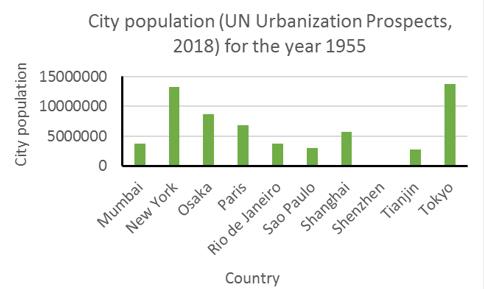 City population (UN Urbanization Prospects,
2018) for the year 1955
City population
15000000
10000000
5000000
0
Mumbai
New York
Osaka
Paris
Rio de Janeiro
Sao Paulo
Shanghai
Shenzhen
Tianjin
Tokyo
Country